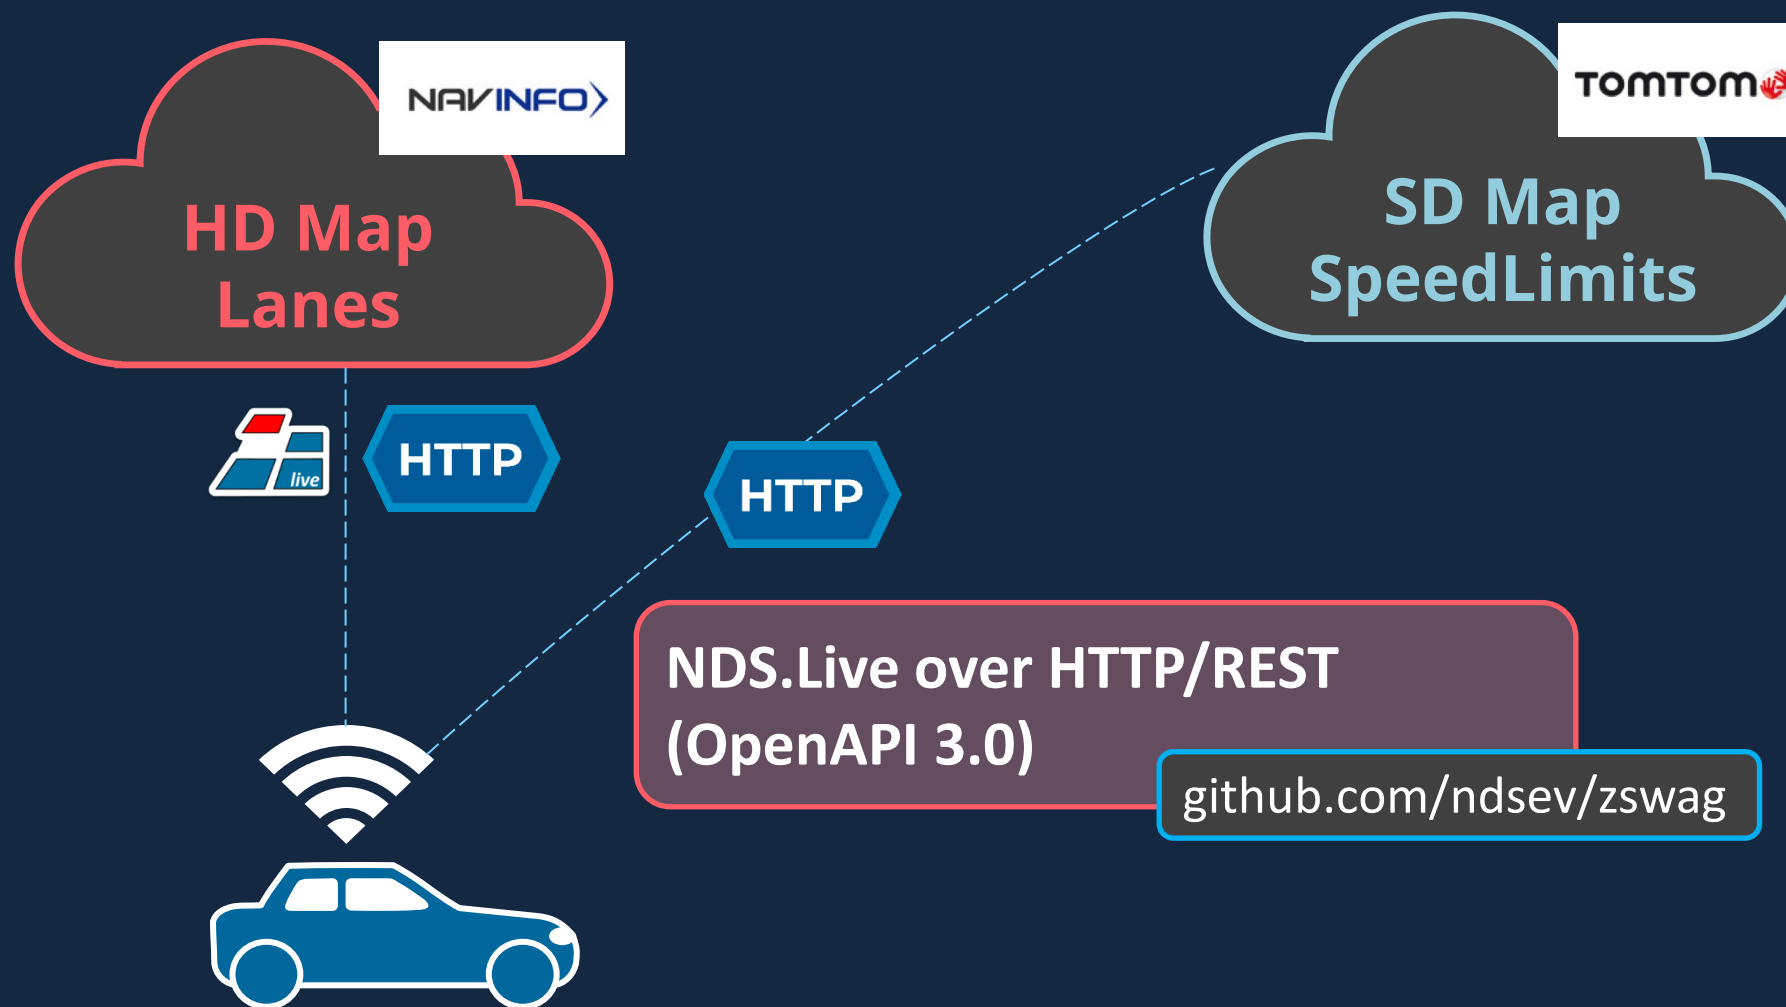 NAVINFO
TOMTOM
HD Map
Lanes
SD Map
SpeedLimits
live
HTTP
HTTP
NDS.Live over HTTP/REST
(OpenAPI 3.0)
github.com/ndsev/zswag